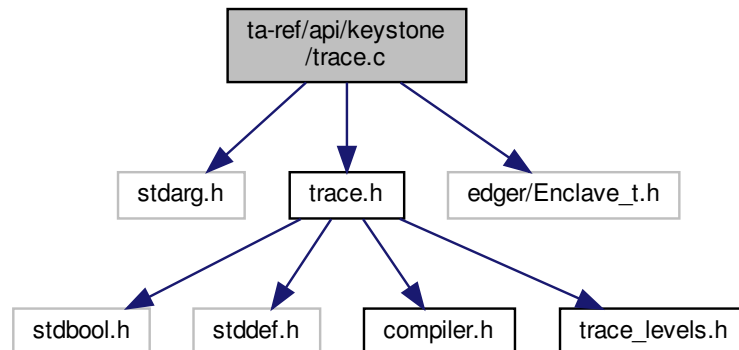 ta-ref/api/keystone
/trace.c
stdarg.h
trace.h
edger/Enclave_t.h
stdbool.h
stddef.h
compiler.h
trace_levels.h